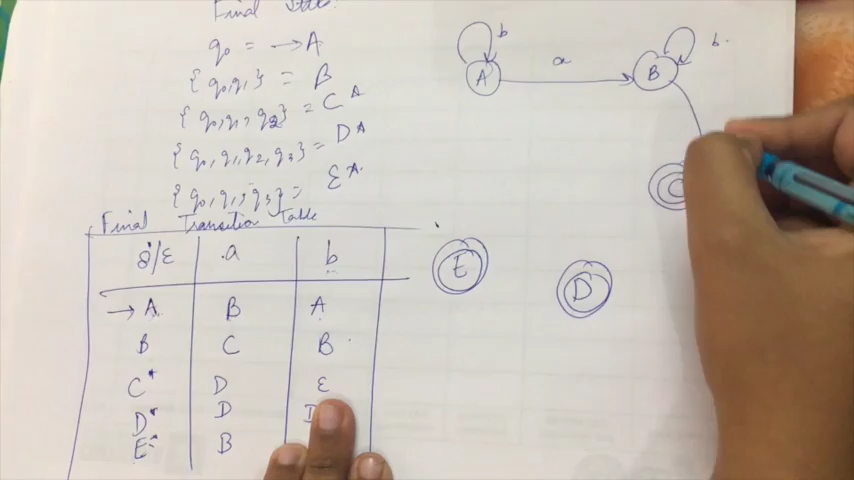 Final State
q₀ = → A
{q₀,q₁} = B
{q₀,q₁,q₂} = C *
{q₀,q₁,q₂,q₃} = D *
{q₀,q₁,q₃} = E *
Final Transition Table
δ/Σ a b
→ A B A
B C B
C* D E
D* D
E* B
b
A
a
B
b
E
D